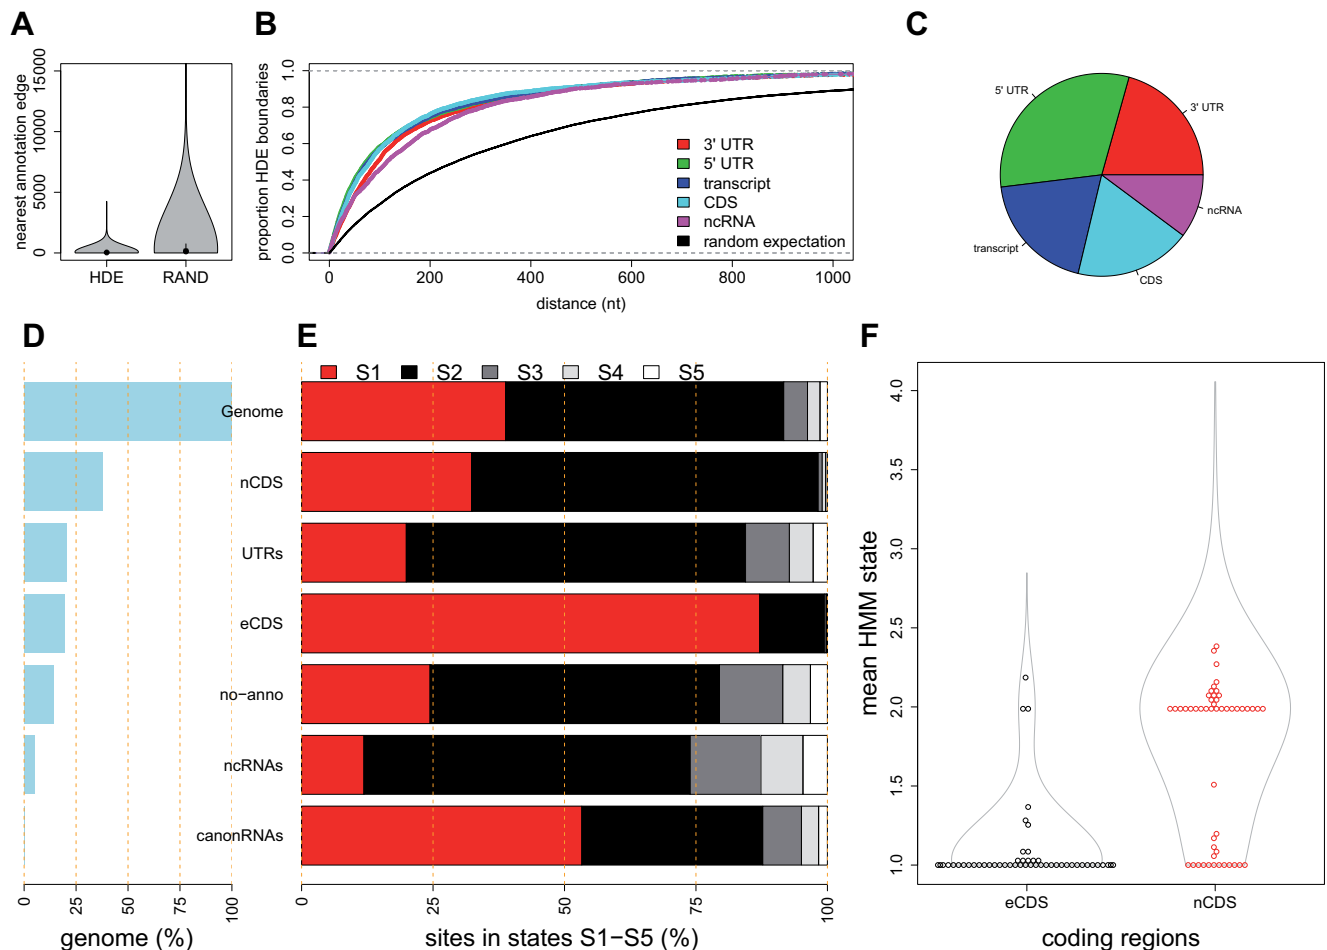 A
nearest annotation edge
0
5000
10000
15000
HDE
RAND
B
proportion HDE boundaries
0.0
0.2
0.4
0.6
0.8
1.0
3' UTR
5' UTR
transcript
CDS
ncRNA
random expectation
0
200
400
600
800
1000
distance (nt)
C
5' UTR
3' UTR
ncRNA
CDS
transcript
D
Genome
nCDS
UTRs
eCDS
no−anno
ncRNAs
canonRNAs
0
25
50
75
100
genome (%)
E
S1
S2
S3
S4
S5
0
25
50
75
100
sites in states S1−S5 (%)
F
mean HMM state
1.0
1.5
2.0
2.5
3.0
3.5
4.0
eCDS
nCDS
coding regions